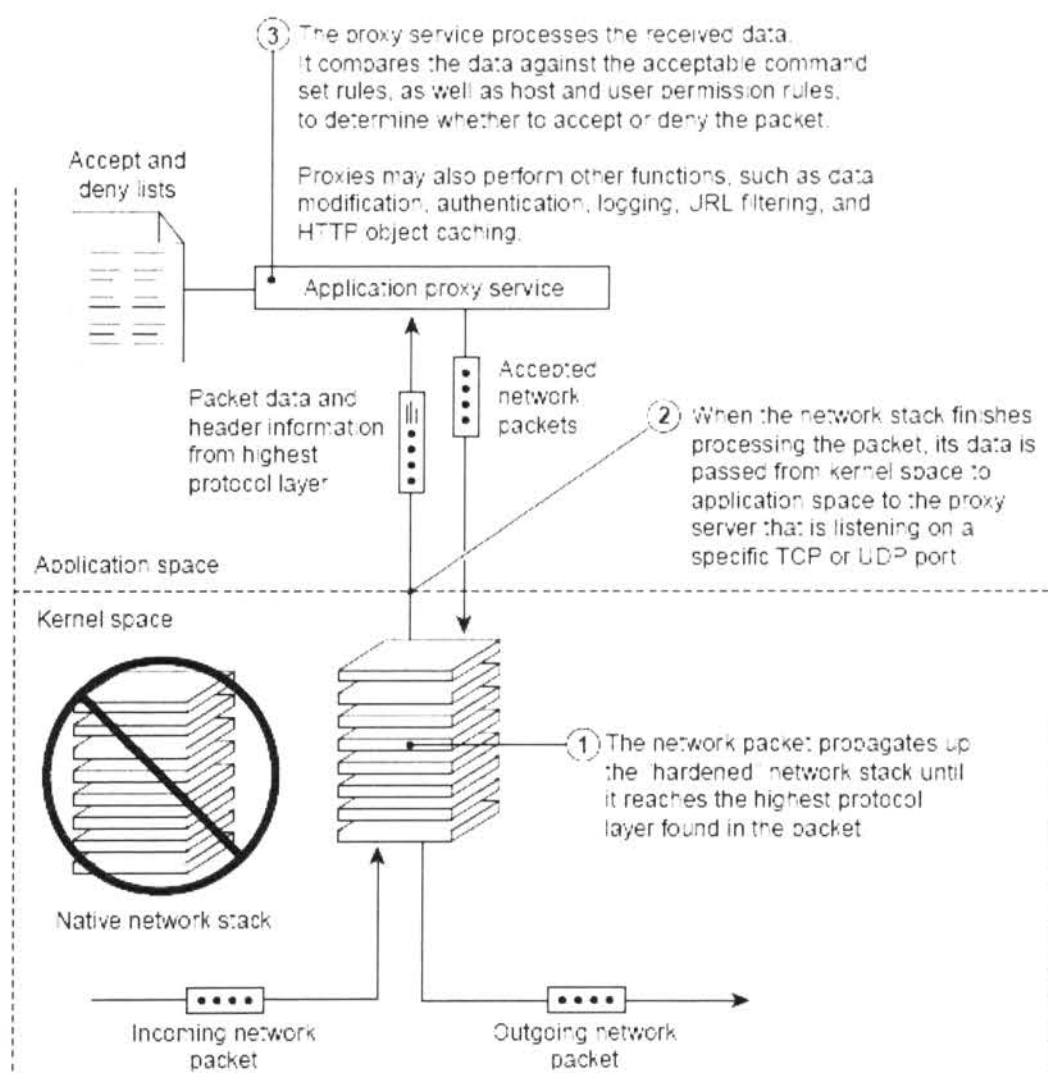 3 The proxy service processes the received data.
It compares the data against the acceptable command
set rules, as well as host and user permission rules,
to determine whether to accept or deny the packet.
Proxies may also perform other functions, such as data
modification, authentication, logging, URL filtering, and
HTTP object caching.
Accept and
deny lists
Application proxy service
Packet data and
header information
from highest
protocol layer
Accepted
network
packets
2 When the network stack finishes
processing the packet, its data is
passed from kernel space to
application space to the proxy
server that is listening on a
specific TCP or UDP port
Application space
Kernel space
1 The network packet propagates up
the "hardened" network stack until
it reaches the highest protocol
layer found in the packet
Native network stack
Incoming network
packet
Outgoing network
packet